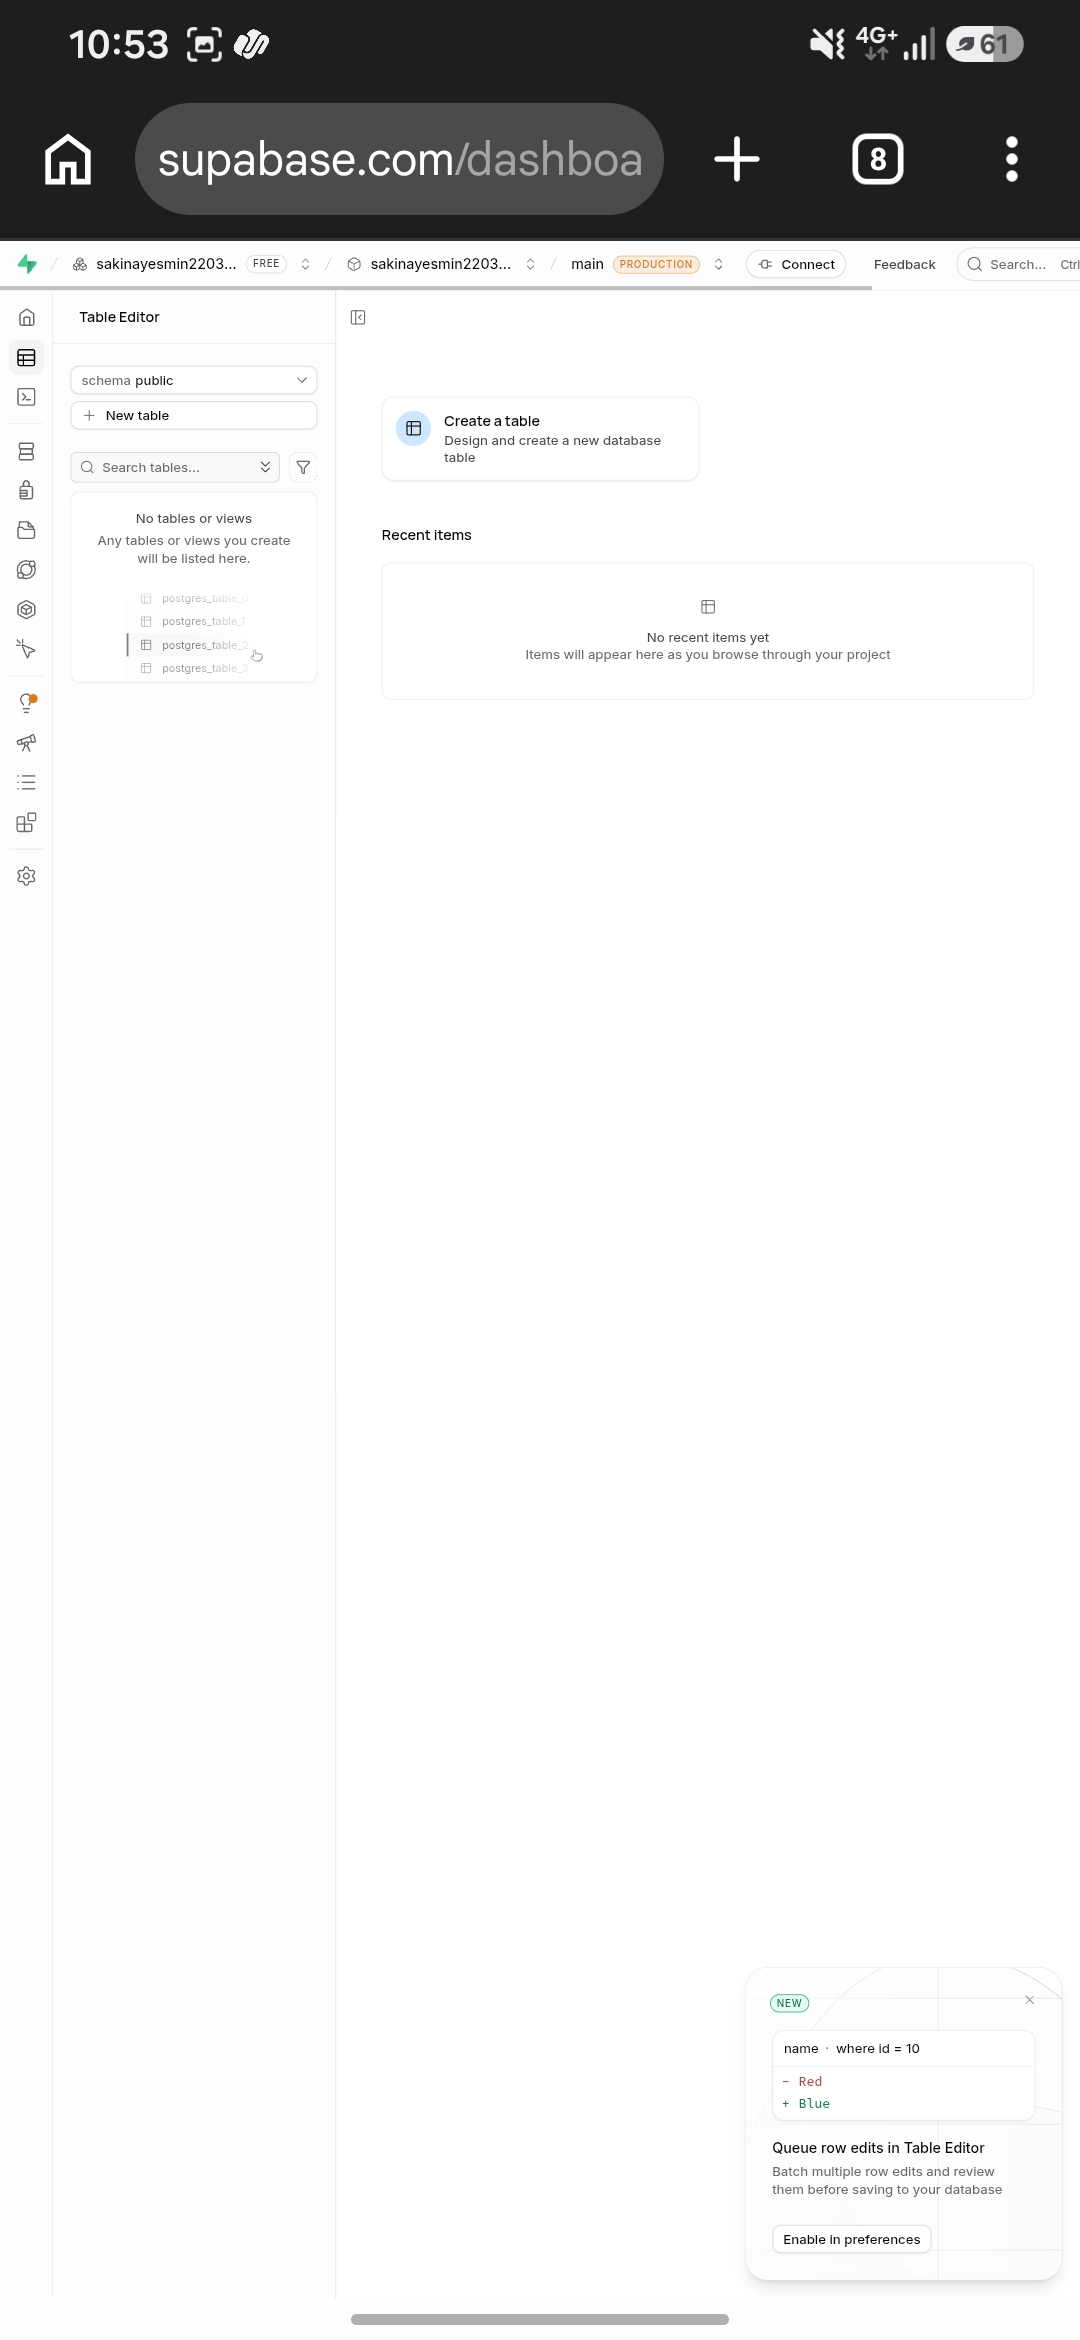 10:53
4G+
61
supabase.com/dashboa
8
sakinayesmin2203... FREE
sakinayesmin2203...
main PRODUCTION
Connect
Feedback
Search... Ctrl
Table Editor
schema public
New table
Search tables...
No tables or views
Any tables or views you create
will be listed here.
postgres_table_0
postgres_table_1
postgres_table_2
postgres_table_3
Create a table
Design and create a new database
table
Recent items
No recent items yet
Items will appear here as you browse through your project
NEW
name · where id = 10
- Red
+ Blue
Queue row edits in Table Editor
Batch multiple row edits and review
them before saving to your database
Enable in preferences